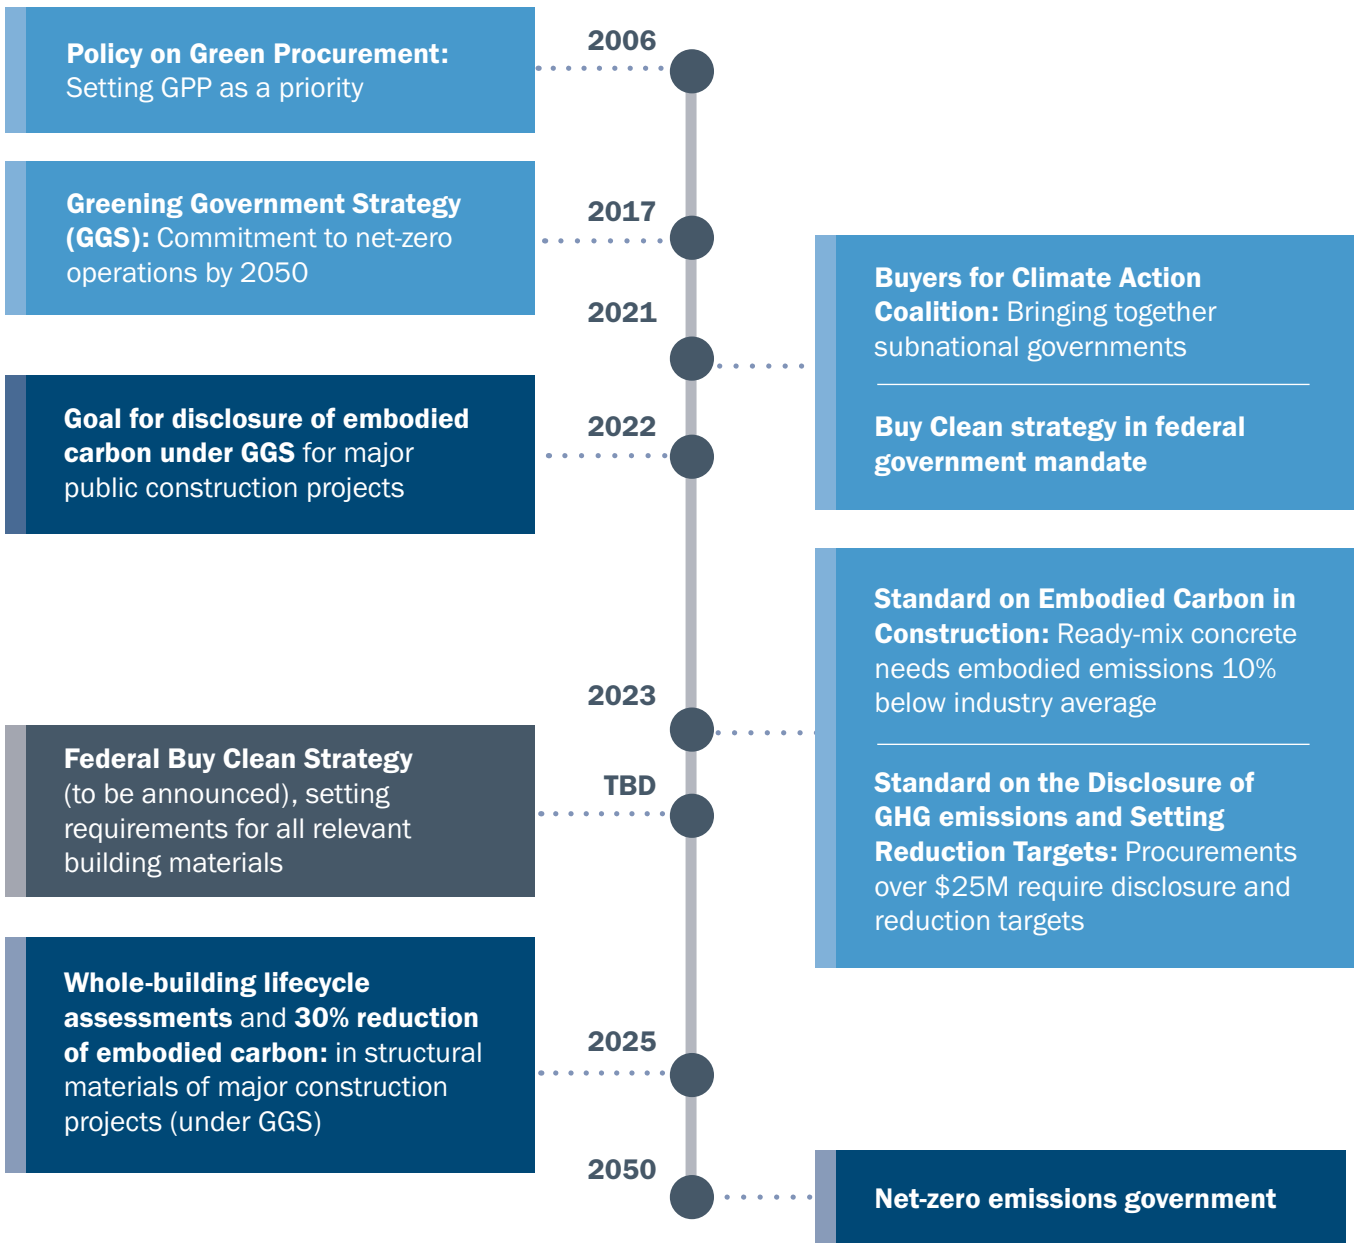 2006
Policy on Green Procurement:
Setting GPP as a priority
2017
Greening Government Strategy
(GGS): Commitment to net-zero
operations by 2050
2021
Buyers for Climate Action
Coalition: Bringing together
subnational governments
Buy Clean strategy in federal
government mandate
2022
Goal for disclosure of embodied
carbon under GGS for major
public construction projects
2023
Standard on Embodied Carbon in
Construction: Ready-mix concrete
needs embodied emissions 10%
below industry average
Standard on the Disclosure of
GHG emissions and Setting
Reduction Targets: Procurements
over $25M require disclosure and
reduction targets
TBD
Federal Buy Clean Strategy
(to be announced), setting
requirements for all relevant
building materials
2025
Whole-building lifecycle
assessments and 30% reduction
of embodied carbon: in structural
materials of major construction
projects (under GGS)
2050
Net-zero emissions government